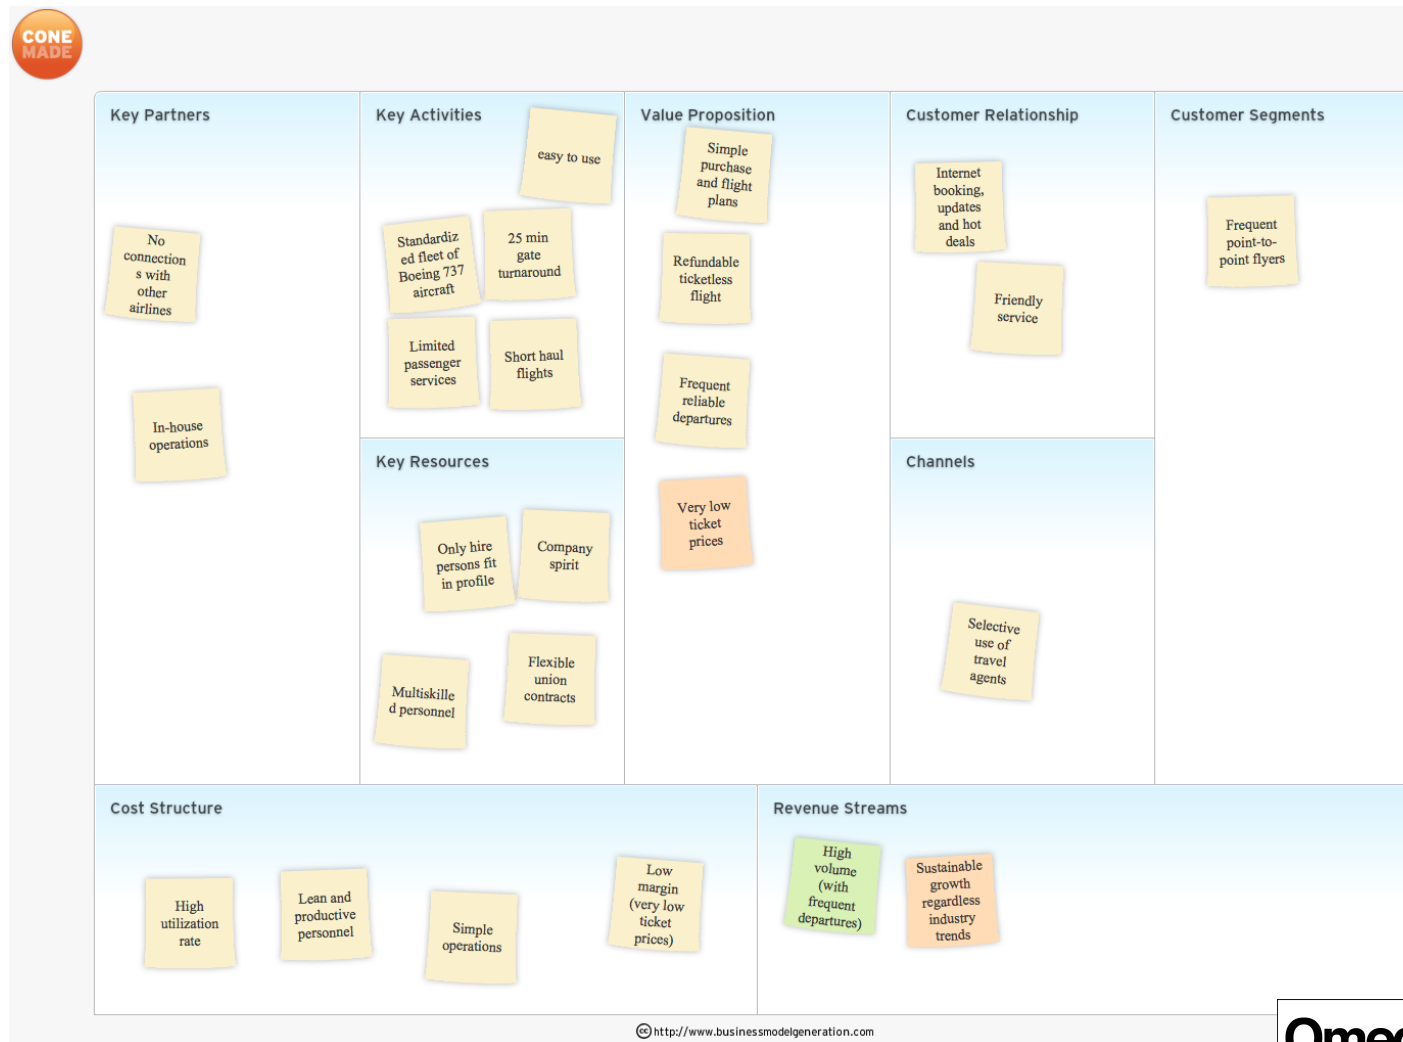 CONE
MADE
Key Partners
No
connection
s with
other
airlines
In-house
operations
Key Activities
easy to use
Standardiz
ed fleet of
Boeing 737
aircraft
25 min
gate
turnaround
Limited
passenger
services
Short haul
flights
Key Resources
Only hire
persons fit
in profile
Company
spirit
Multiskille
d personnel
Flexible
union
contracts
Value Proposition
Simple
purchase
and flight
plans
Refundable
ticketless
flight
Frequent
reliable
departures
Very low
ticket
prices
Customer Relationship
Internet
booking,
updates
and hot
deals
Friendly
service
Channels
Selective
use of
travel
agents
Customer Segments
Frequent
point-to-
point flyers
Cost Structure
High
utilization
rate
Lean and
productive
personnel
Simple
operations
Low
margin
(very low
ticket
prices)
Revenue Streams
High
volume
(with
frequent
departures)
Sustainable
growth
regardless
industry
trends
cc http://www.businessmodelgeneration.com